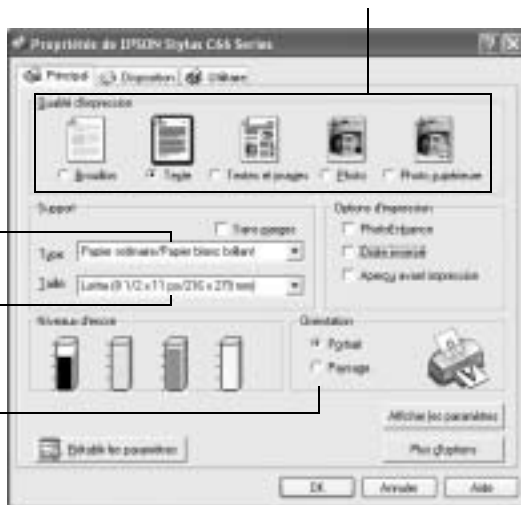 Propriétés de EPSON Stylus C66 Series
Principal Disposition Utilitaire
Qualité d'impression
Brouillon Texte Textes et images Photo Photo supérieure
Support
Sans marges
Type Papier ordinaire/Papier blanc brillant
Taille Lettre (8 1/2 x 11 po/216 x 279 mm)
Options d'impression
PhotoEnhance
Ordre inversé
Aperçu avant impression
Niveaux d'encre
Orientation
Portrait
Paysage
Afficher les paramètres
Rétablir les paramètres
Plus d'options
OK Annuler Aide